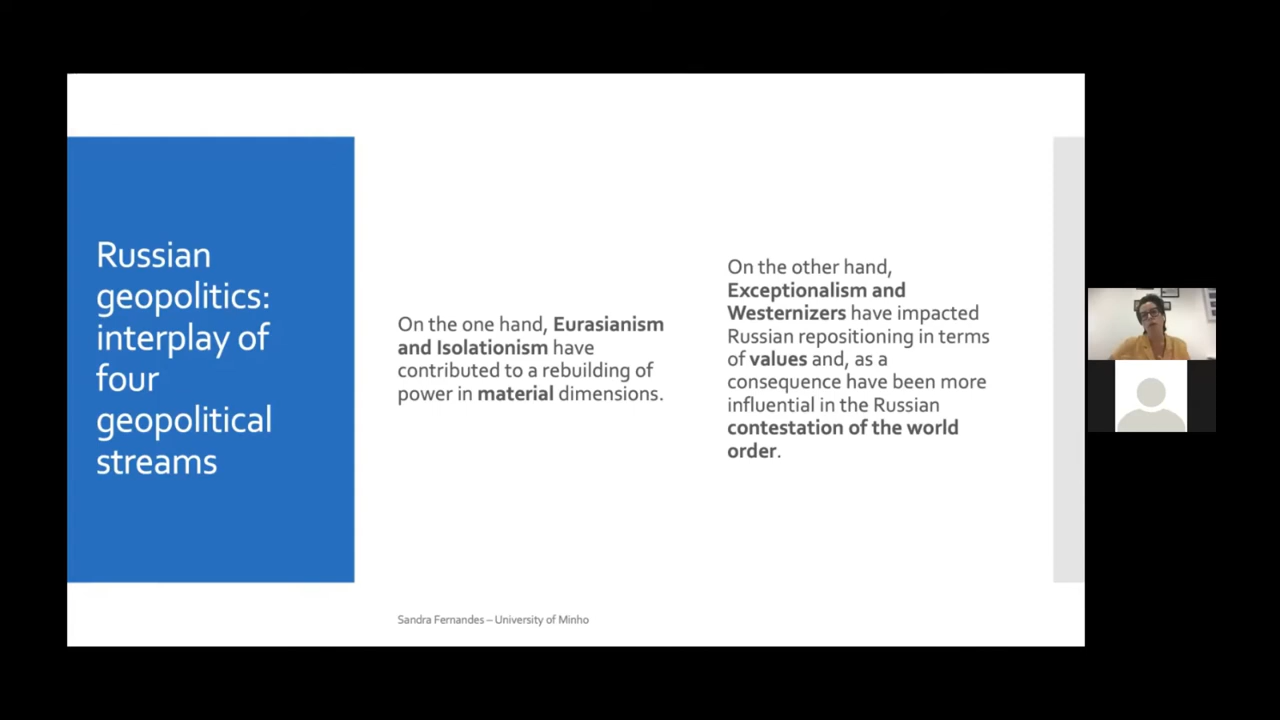 Russian
geopolitics:
interplay of
four
geopolitical
streams
On the one hand, Eurasianism
and Isolationism have
contributed to a rebuilding of
power in material dimensions.
On the other hand,
Exceptionalism and
Westernizers have impacted
Russian repositioning in terms
of values and, as a
consequence have been more
influential in the Russian
contestation of the world
order.
Sandra Fernandes – University of Minho